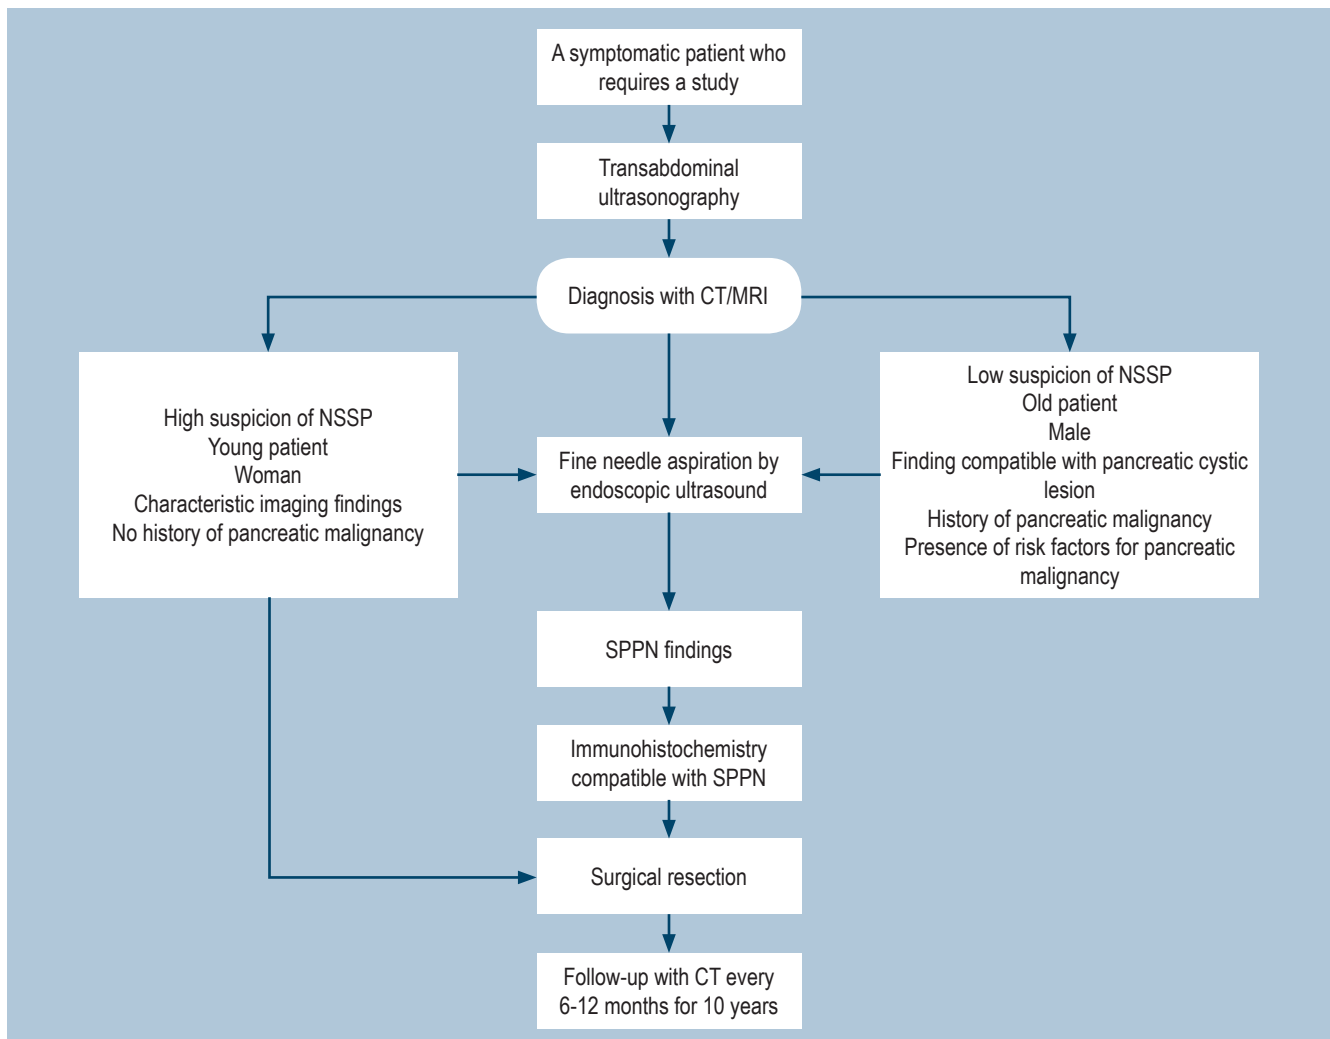 A symptomatic patient who
requires a study
Transabdominal
ultrasonography
Diagnosis with CT/MRI
High suspicion of NSSP
Young patient
Woman
Characteristic imaging findings
No history of pancreatic malignancy
Fine needle aspiration by
endoscopic ultrasound
Low suspicion of NSSP
Old patient
Male
Finding compatible with pancreatic cystic
lesion
History of pancreatic malignancy
Presence of risk factors for pancreatic
malignancy
SPPN findings
Immunohistochemistry
compatible with SPPN
Surgical resection
Follow-up with CT every
6-12 months for 10 years